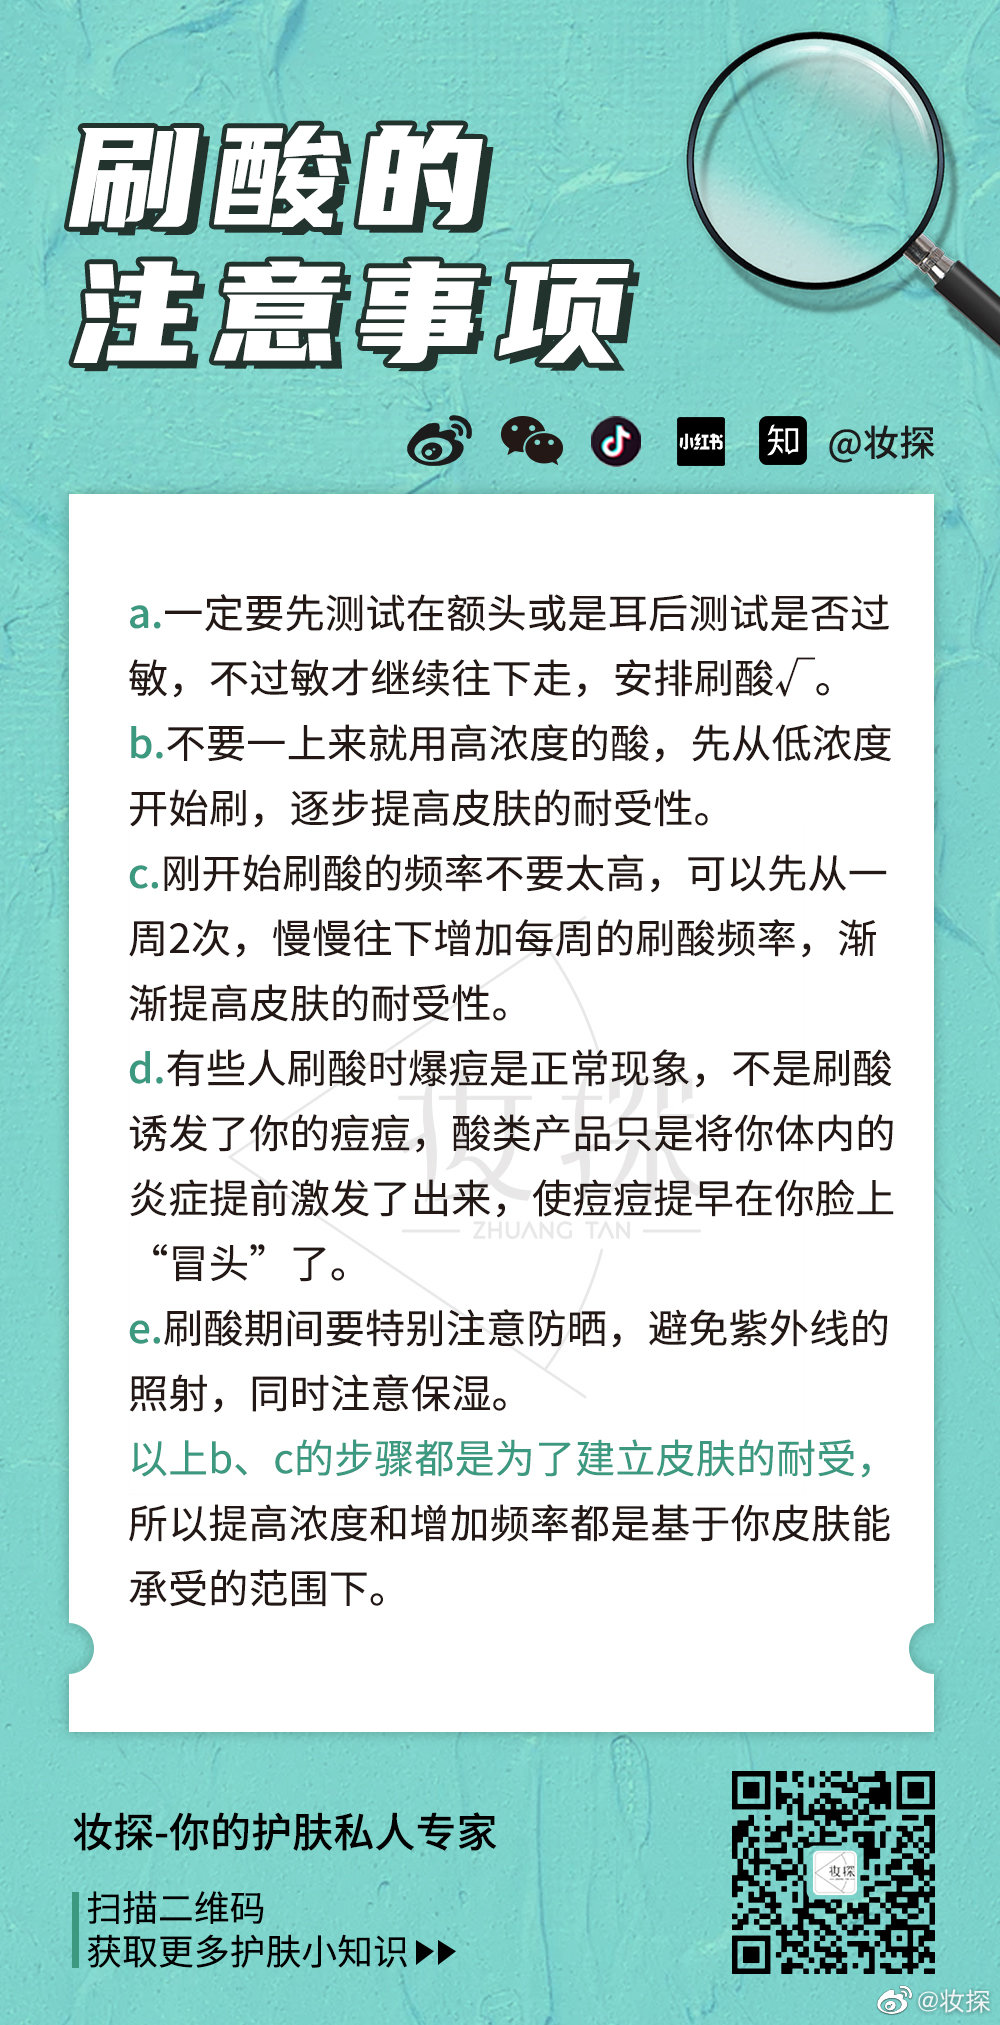 刷酸的
注意事项
小红书 知 @妆探
a.一定要先测试在额头或是耳后测试是否过
敏，不过敏才继续往下走，安排刷酸√。
b.不要一上来就用高浓度的酸，先从低浓度
开始刷，逐步提高皮肤的耐受性。
c.刚开始刷酸的频率不要太高，可以先从一
周2次，慢慢往下增加每周的刷酸频率，渐
渐提高皮肤的耐受性。
d.有些人刷酸时爆痘是正常现象，不是刷酸
诱发了你的痘痘，酸类产品只是将你体内的
炎症提前激发了出来，使痘痘提早在你脸上
“冒头”了。
e.刷酸期间要特别注意防晒，避免紫外线的
照射，同时注意保湿。
以上b、c的步骤都是为了建立皮肤的耐受，
所以提高浓度和增加频率都是基于你皮肤能
承受的范围下。
妆探
ZHUANG TAN
妆探-你的护肤私人专家
扫描二维码
获取更多护肤小知识▶▶
妆探
@妆探